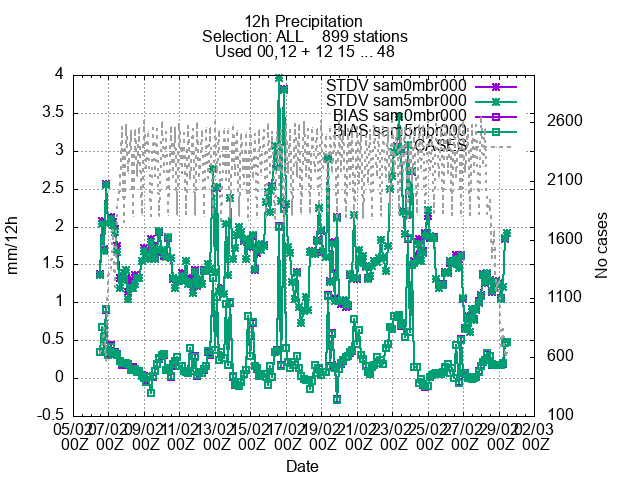 12h Precipitation
Selection: ALL 899 stations
Used 00,12 + 12 15 ... 48
STDV sam0mbr000
STDV sam5mbr000
BIAS sam0mbr000
BIAS sam5mbr000
CASES
4
3.5
3
2.5
2
1.5
1
0.5
0
-0.5
mm/12h
2600
2100
1600
1100
600
100
No cases
05/02 07/02 09/02 11/02 13/02 15/02 17/02 19/02 21/02 23/02 25/02 27/02 29/02 02/03
00Z 00Z 00Z 00Z 00Z 00Z 00Z 00Z 00Z 00Z 00Z 00Z 00Z 00Z
Date